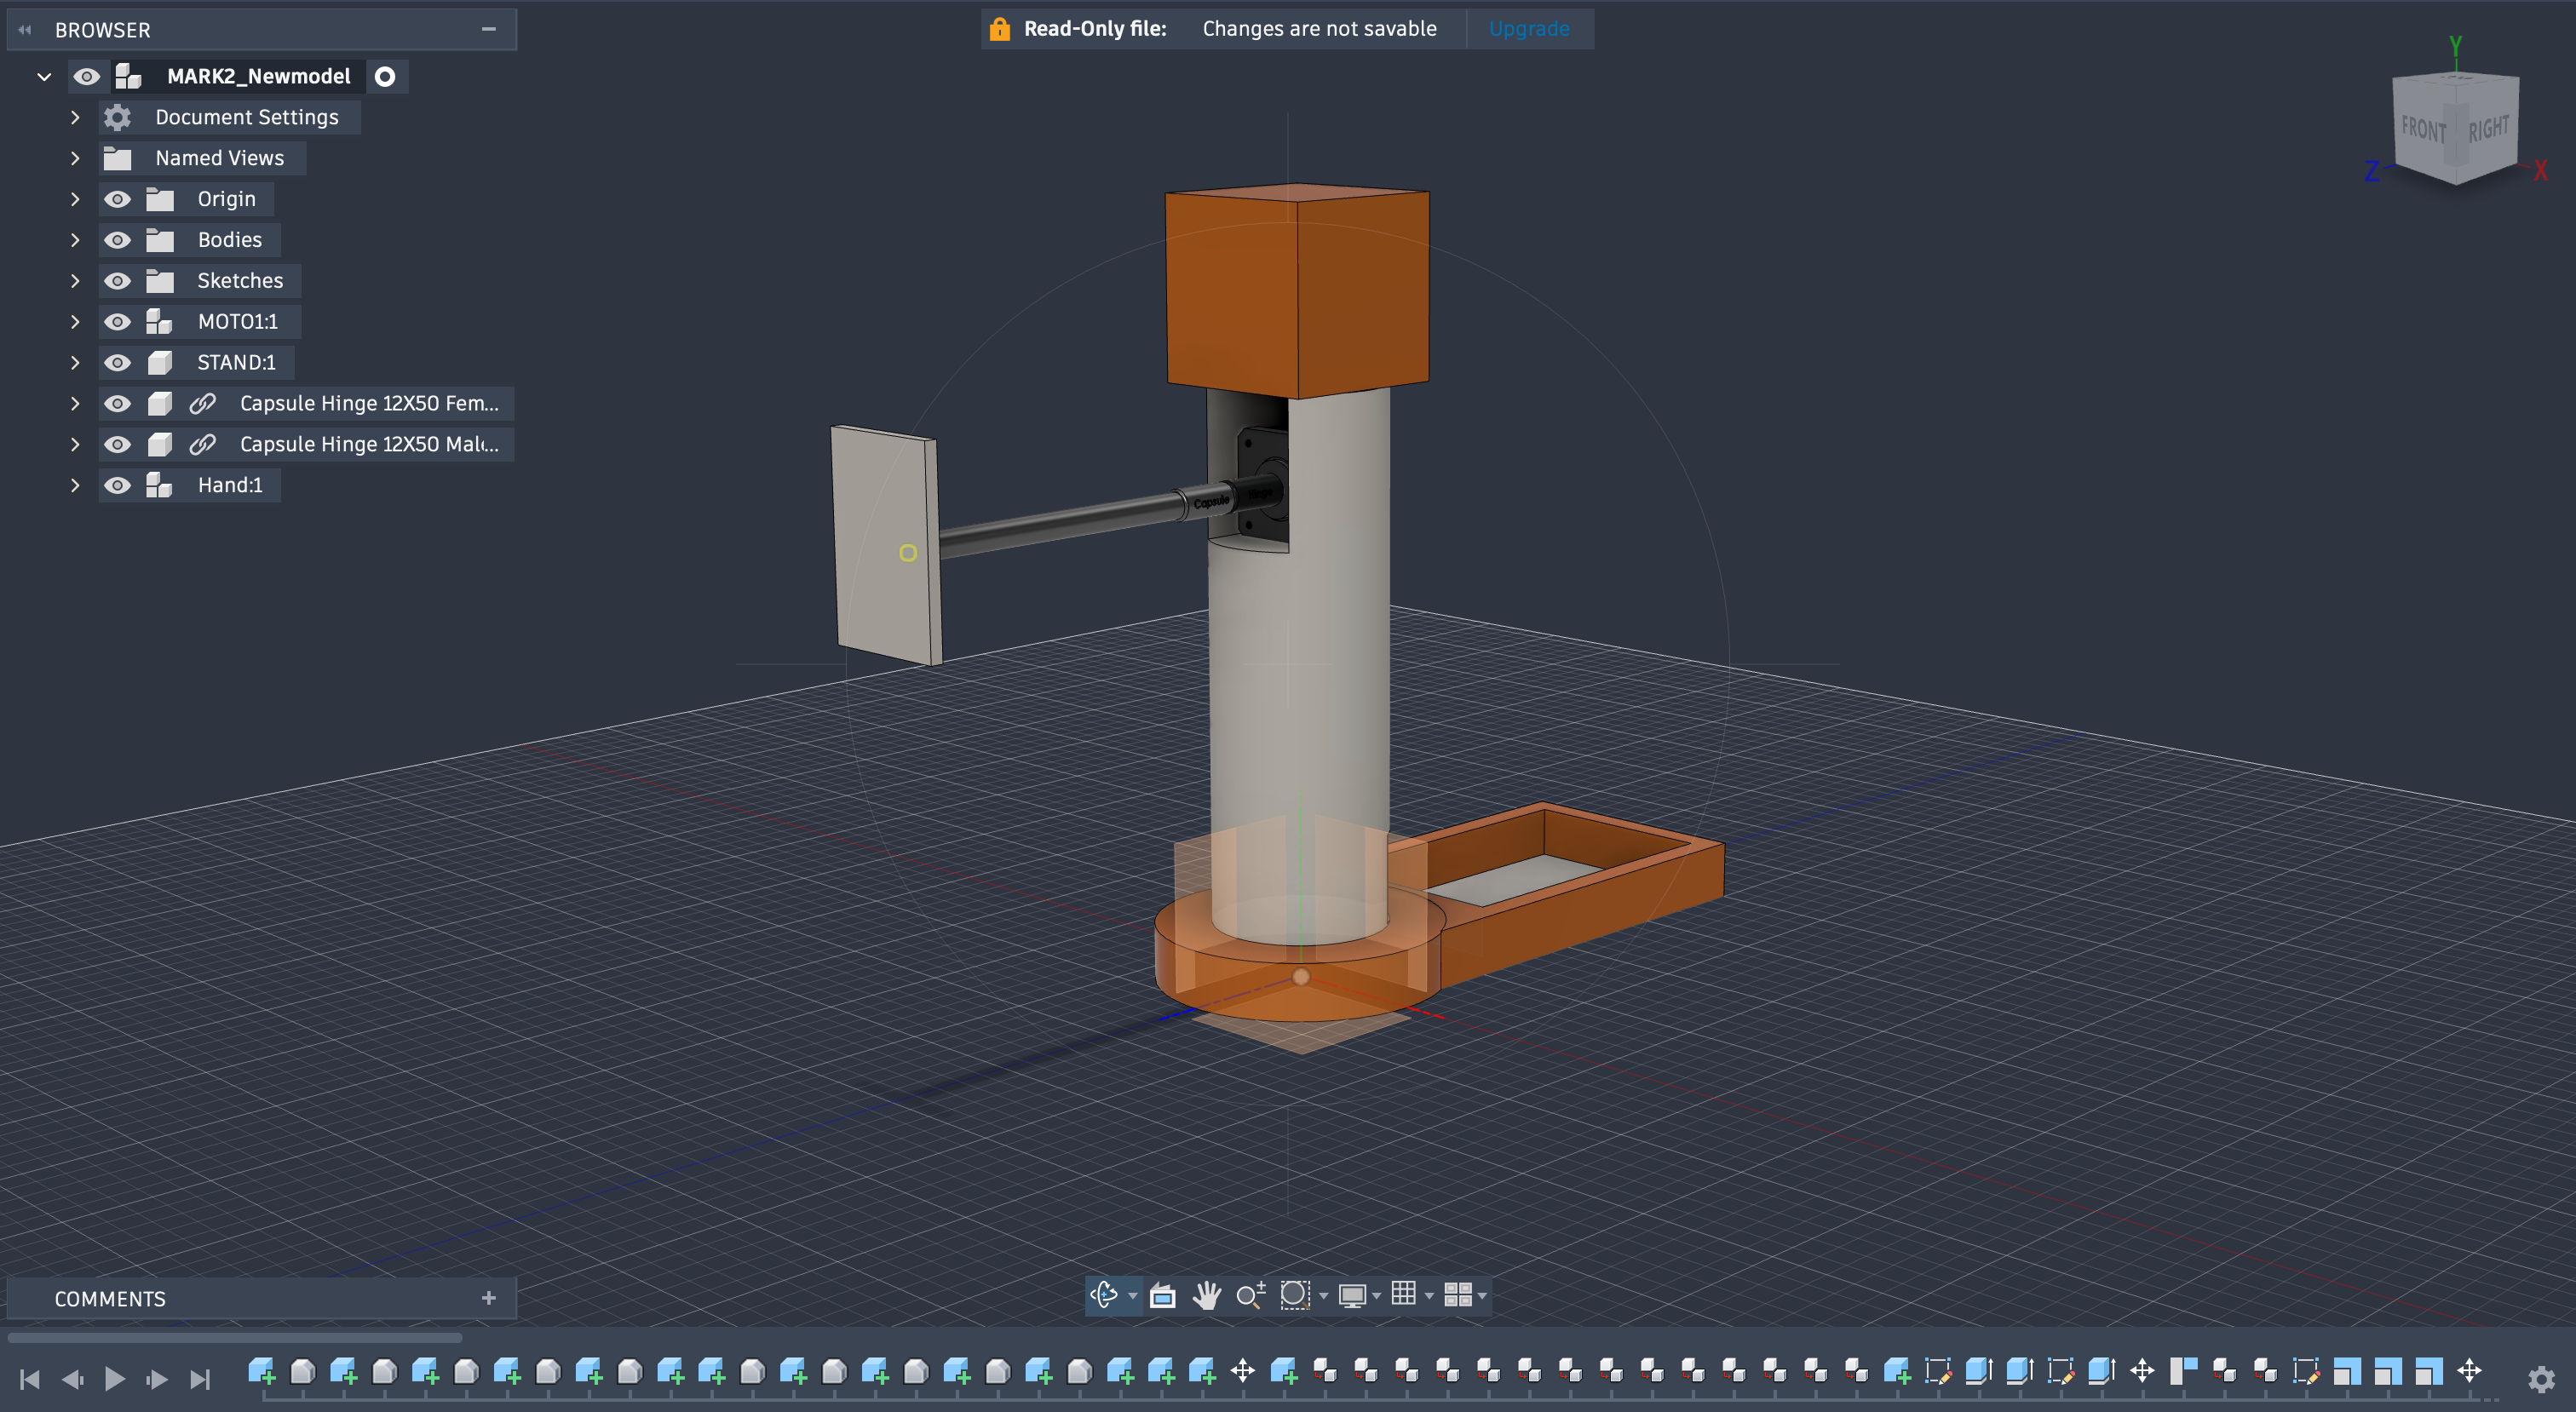 BROWSER
Read-Only file: Changes are not savable Upgrade
MARK2_Newmodel
Document Settings
Named Views
Origin
Bodies
Sketches
MOTO1:1
STAND:1
Capsule Hinge 12X50 Fem...
Capsule Hinge 12X50 Mal...
Hand:1
Y
FRONT
RIGHT
Z
X
Capsule
Hinge
COMMENTS